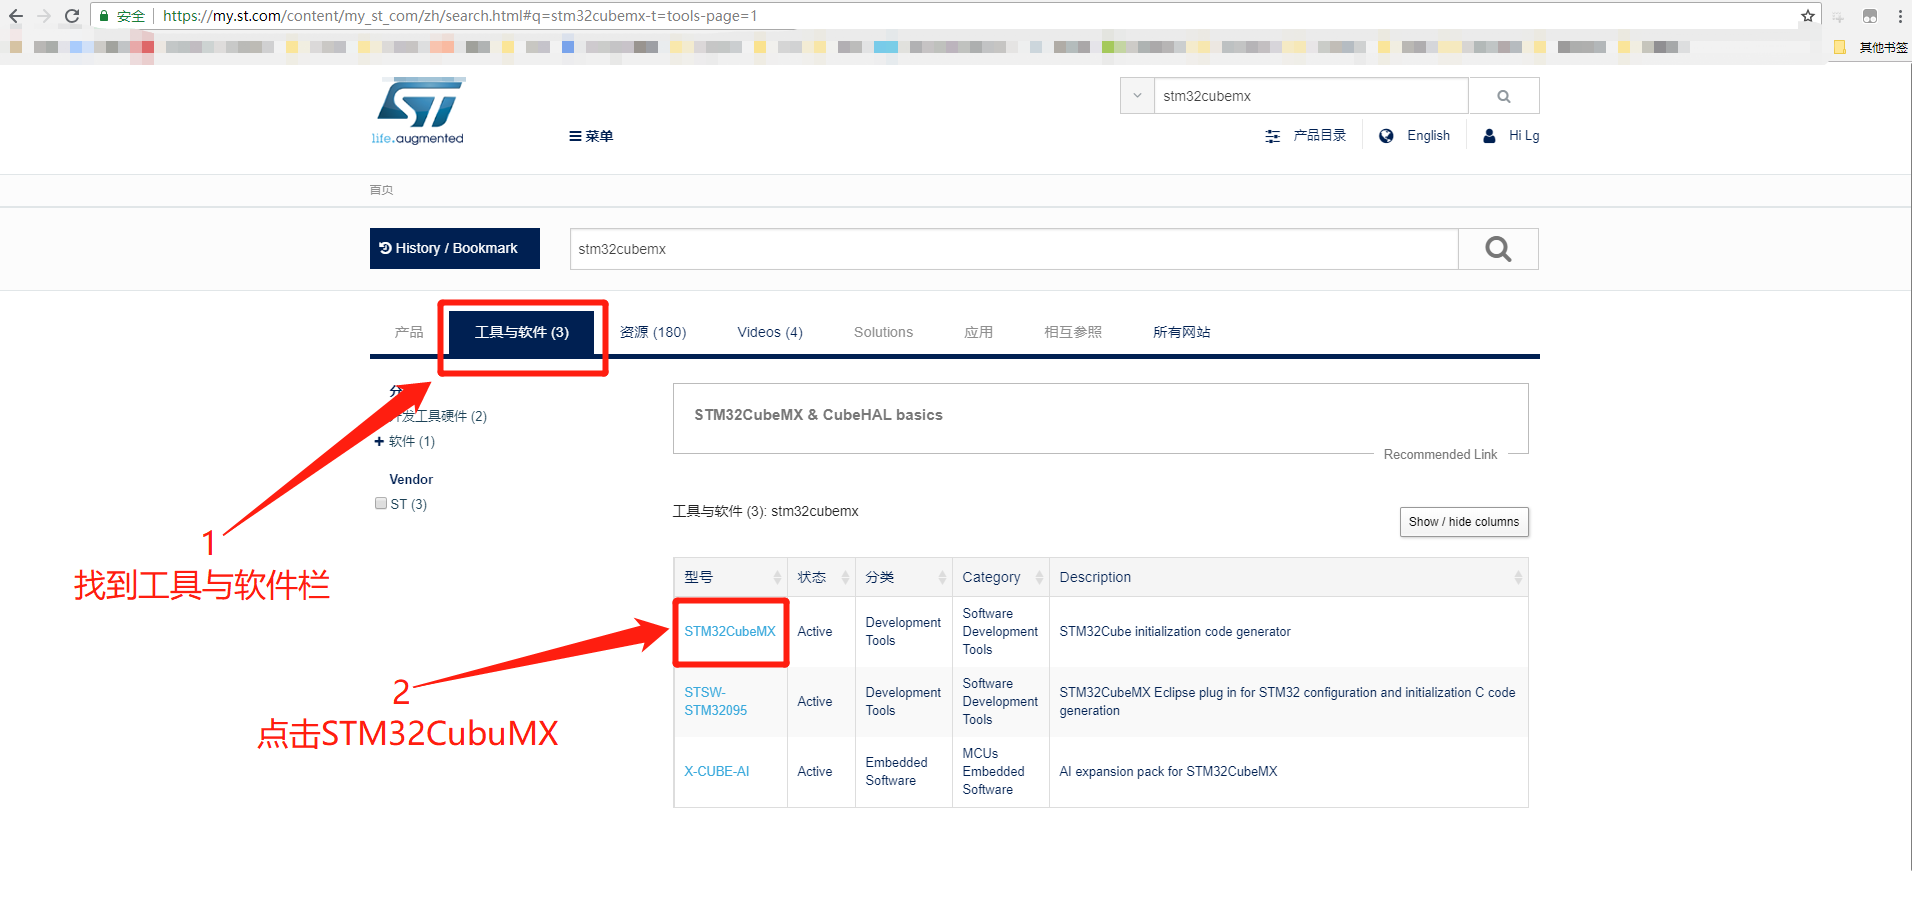 安全 https://my.st.com/content/my_st_com/zh/search.html#q=stm32cubemx-t=tools-page=1
其他书签
ST
life.augmented
菜单
stm32cubemx
产品目录 English Hi Lg
首页
History / Bookmark
stm32cubemx
产品 工具与软件 (3) 资源 (180) Videos (4) Solutions 应用 相互参照 所有网站
分
开发工具硬件 (2)
+ 软件 (1)
Vendor
ST (3)
STM32CubeMX & CubeHAL basics
Recommended Link
工具与软件 (3): stm32cubemx
Show / hide columns
型号 状态 分类 Category Description
STM32CubeMX Active Development Tools Software Development Tools STM32Cube initialization code generator
STSW-STM32095 Active Development Tools Software Development Tools STM32CubeMX Eclipse plug in for STM32 configuration and initialization C code generation
X-CUBE-AI Active Embedded Software MCUs Embedded Software AI expansion pack for STM32CubeMX
1
找到工具与软件栏
2
点击STM32CubuMX